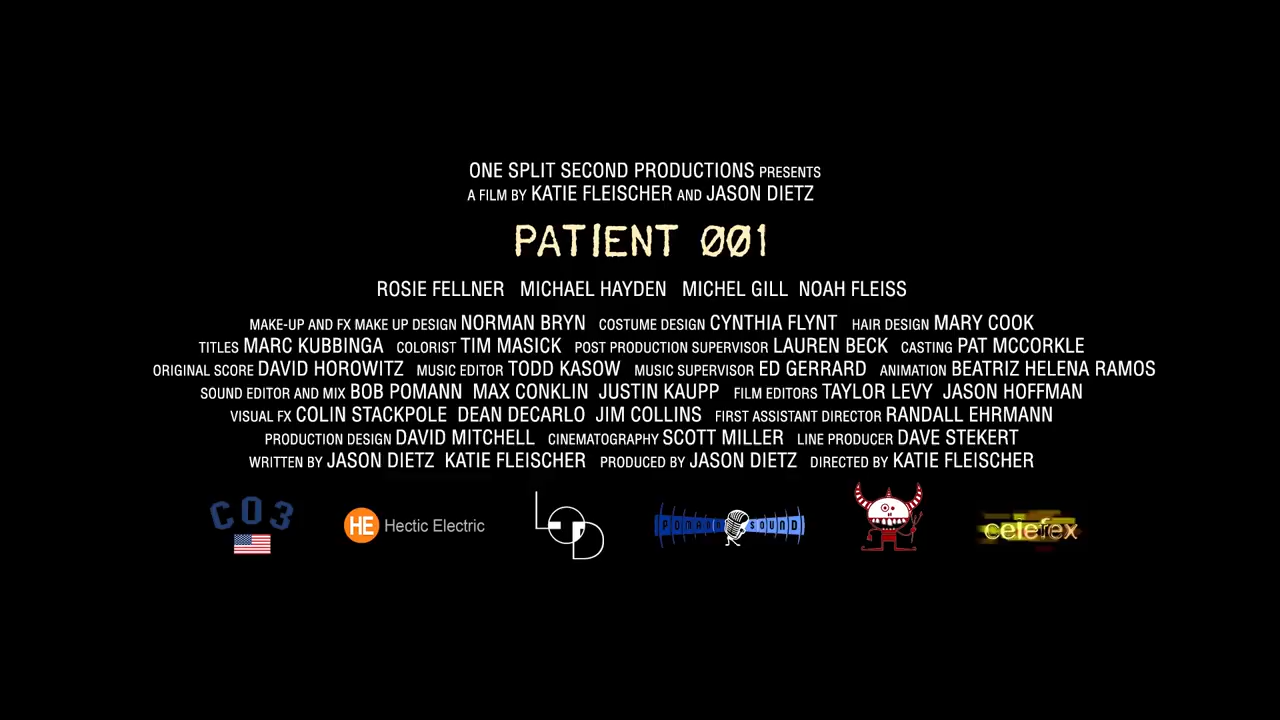 ONE SPLIT SECOND PRODUCTIONS PRESENTS
A FILM BY KATIE FLEISCHER AND JASON DIETZ
PATIENT 001
ROSIE FELLNER MICHAEL HAYDEN MICHEL GILL NOAH FLEISS
MAKE-UP AND FX MAKE UP DESIGN NORMAN BRYN COSTUME DESIGN CYNTHIA FLYNT HAIR DESIGN MARY COOK
TITLES MARC KUBBINGA COLORIST TIM MASICK POST PRODUCTION SUPERVISOR LAUREN BECK CASTING PAT MCCORKLE
ORIGINAL SCORE DAVID HOROWITZ MUSIC EDITOR TODD KASOW MUSIC SUPERVISOR ED GERRARD ANIMATION BEATRIZ HELENA RAMOS
SOUND EDITOR AND MIX BOB POMANN MAX CONKLIN JUSTIN KAUPP FILM EDITORS TAYLOR LEVY JASON HOFFMAN
VISUAL FX COLIN STACKPOLE DEAN DECARLO JIM COLLINS FIRST ASSISTANT DIRECTOR RANDALL EHRMANN
PRODUCTION DESIGN DAVID MITCHELL CINEMATOGRAPHY SCOTT MILLER LINE PRODUCER DAVE STEKERT
WRITTEN BY JASON DIETZ KATIE FLEISCHER PRODUCED BY JASON DIETZ DIRECTED BY KATIE FLEISCHER
CO3 HE Hectic Electric LOD SOUND celefex